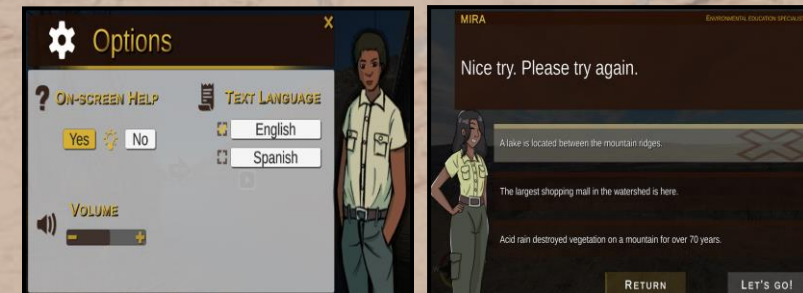 Options
x
? ON-SCREEN HELP
Yes No
TEXT LANGUAGE
English
Spanish
VOLUME
- +
MIRA
ENVIRONMENTAL EDUCATION SPECIALIST
Nice try. Please try again.
A lake is located between the mountain ridges.
The largest shopping mall in the watershed is here.
Acid rain destroyed vegetation on a mountain for over 70 years.
RETURN LET'S GO!